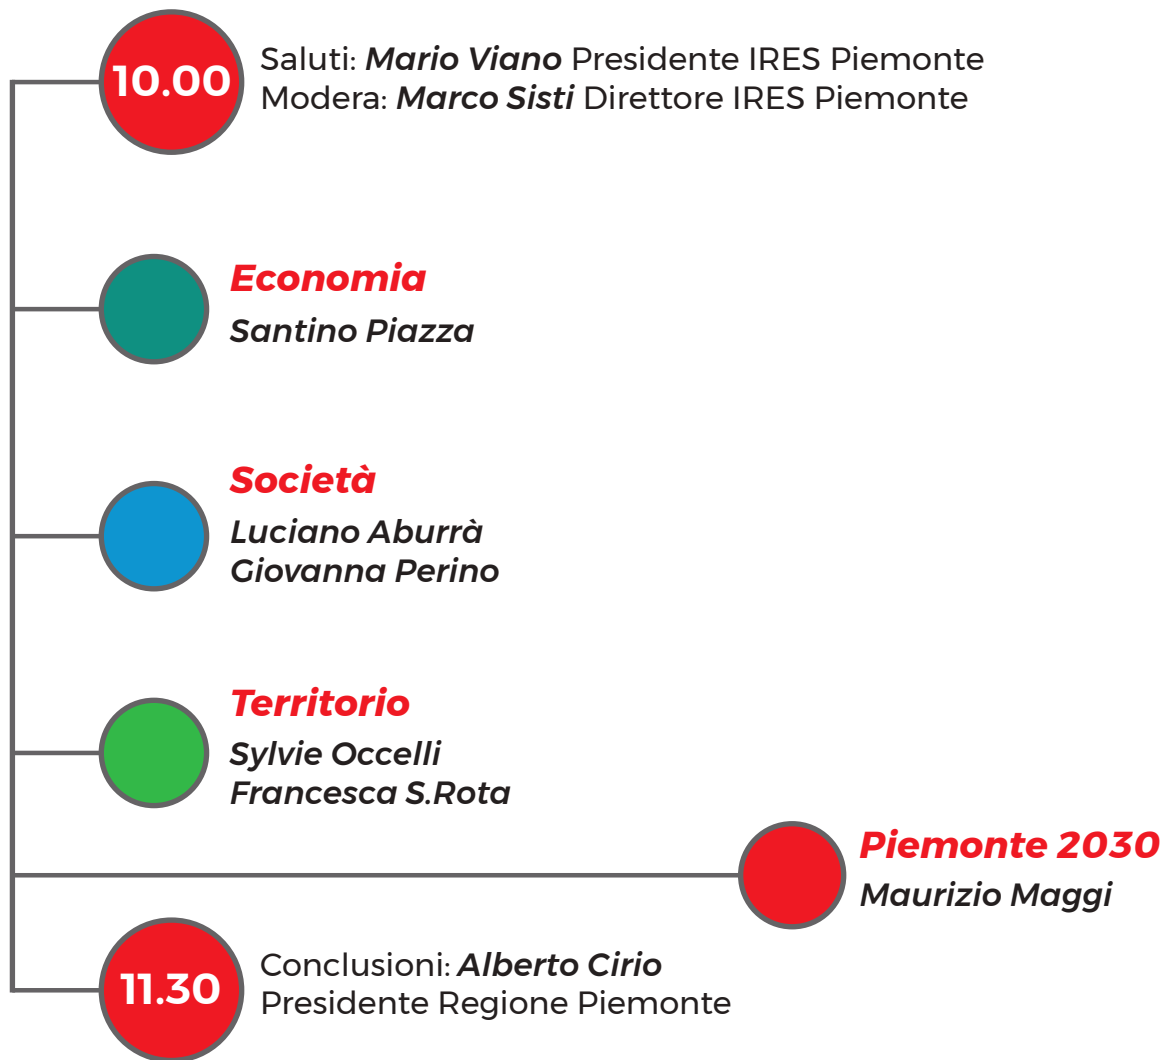 10.00
Saluti: Mario Viano Presidente IRES Piemonte
Modera: Marco Sisti Direttore IRES Piemonte
Economia
Santino Piazza
Società
Luciano Aburrà
Giovanna Perino
Territorio
Sylvie Occelli
Francesca S.Rota
Piemonte 2030
Maurizio Maggi
11.30
Conclusioni: Alberto Cirio
Presidente Regione Piemonte